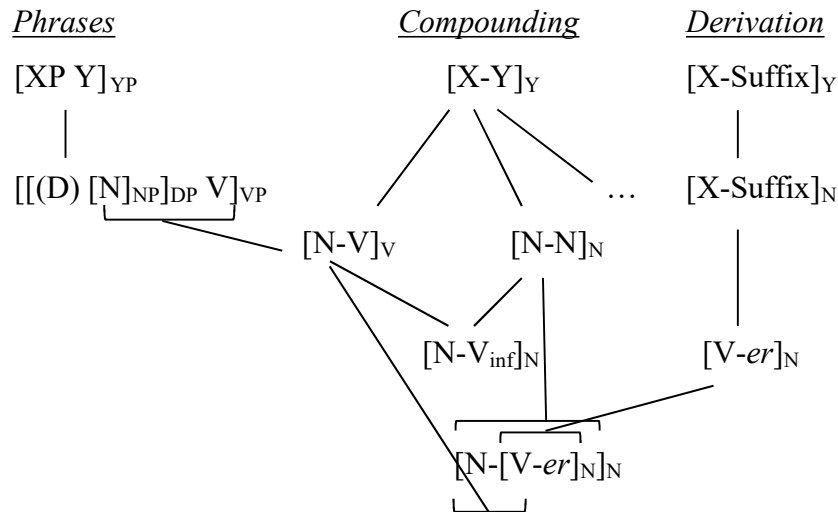 Phrases Compounding Derivation
[XP Y]YP [X-Y]Y [X-Suffix]Y
[[(D) [N]NP]DP V]VP … [X-Suffix]N
[N-V]V [N-N]N
[N-Vinf]N [V-er]N
[N-[V-er]N]N